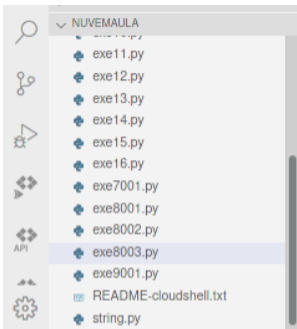 NUVEMAULA
exe11.py
exe12.py
exe13.py
exe14.py
exe15.py
exe16.py
exe7001.py
exe8001.py
exe8002.py
API
exe8003.py
exe9001.py
README-cloudshell.txt
string.py